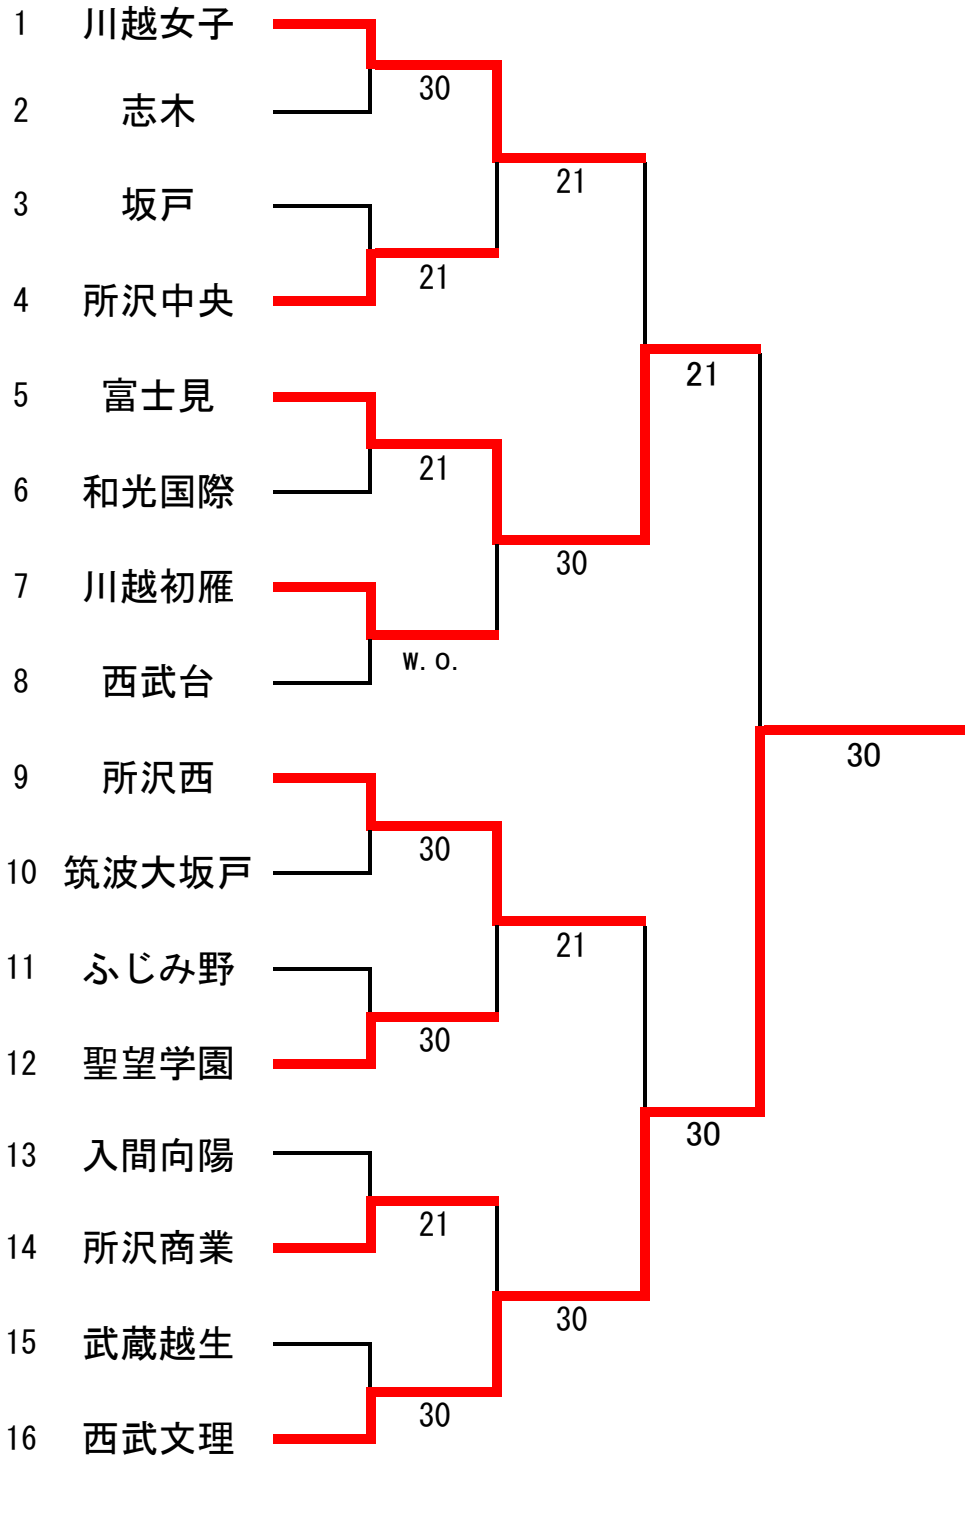 1 川越女子
30
2 志木
21
3 坂戸
21
4 所沢中央
21
5 富士見
21
6 和光国際
30
7 川越初雁
w.o.
8 西武台
30
9 所沢西
30
10 筑波大坂戸
21
11 ふじみ野
30
12 聖望学園
30
13 入間向陽
21
14 所沢商業
30
15 武蔵越生
30
16 西武文理